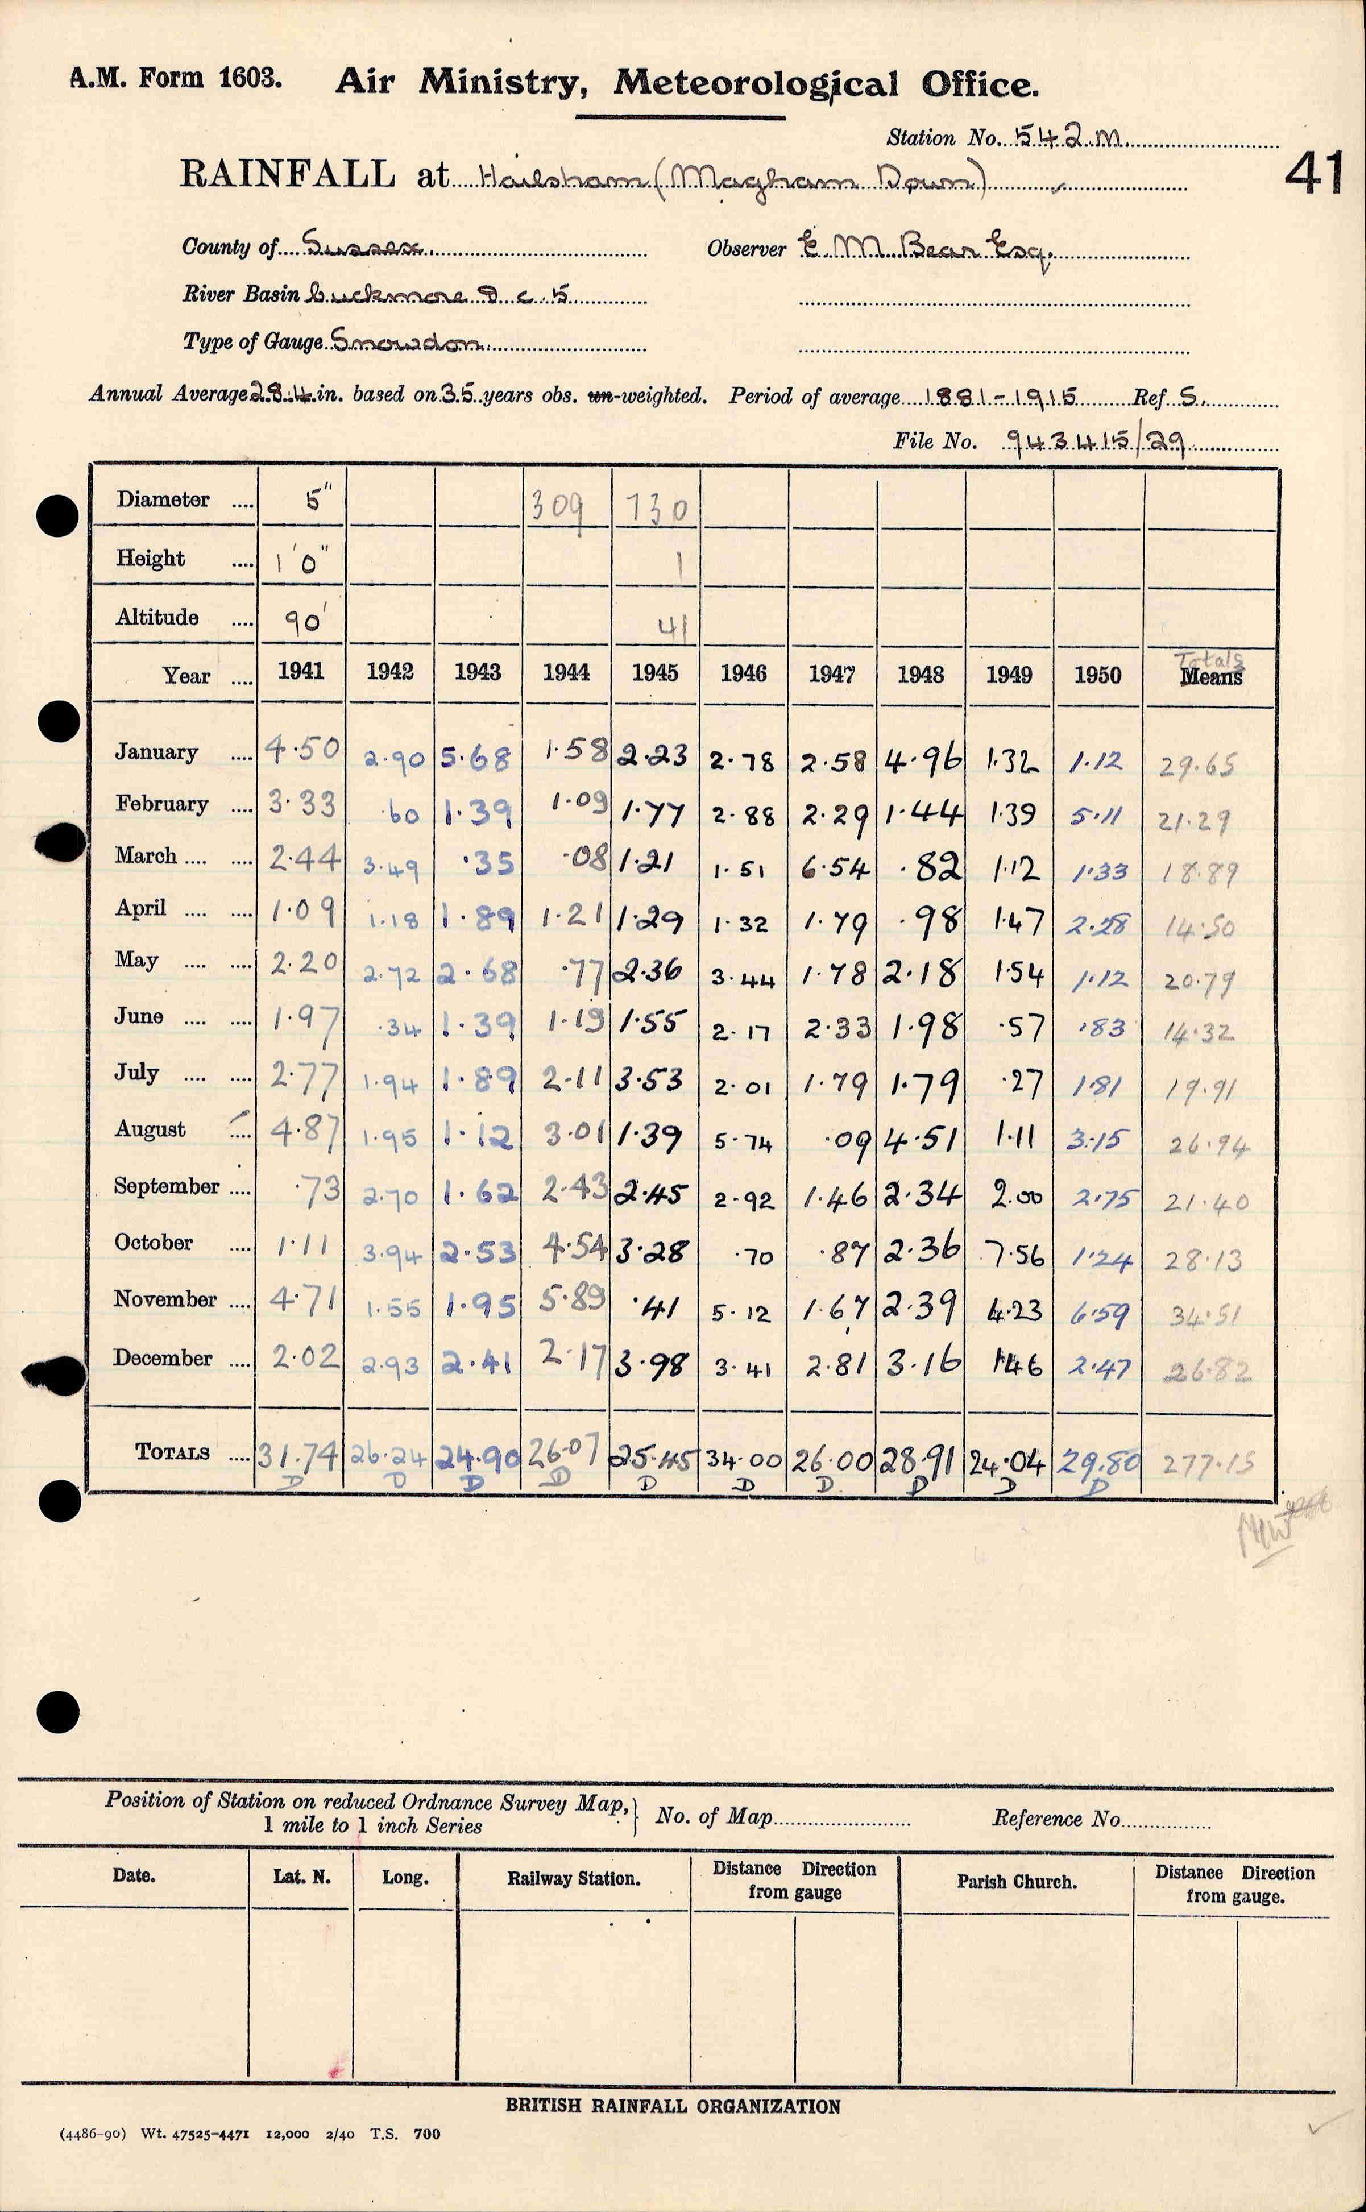 A.M. Form 1603. Air Ministry, Meteorological Office.
Station No. 542.M.
41
RAINFALL at Hailsham (Magham Down)
County of Sussex. Observer E. M. Bear Esq.
River Basin Cuckmere D c 5
Type of Gauge Snowdon
Annual Average 28.4 in. based on 35 years obs. un-weighted. Period of average 1881-1915 Ref S.
File No. 943415/29
Diameter .... 5" 309 730
Height .... 1'0" 1
Altitude .... 90' 41
Totals
Year .... 1941 1942 1943 1944 1945 1946 1947 1948 1949 1950 Means
January .... 4.50 2.90 5.68 1.58 2.23 2.78 2.58 4.96 1.32 1.12 29.65
February .... 3.33 .60 1.39 1.09 1.77 2.88 2.29 1.44 1.39 5.11 21.29
March .... .... 2.44 3.49 .35 .08 1.21 1.51 6.54 .82 1.12 1.33 18.89
April .... .... 1.09 1.18 1.89 1.21 1.29 1.32 1.79 .98 1.47 2.28 14.50
May .... .... 2.20 2.72 2.68 .77 2.36 3.44 1.78 2.18 1.54 1.12 20.79
June .... .... 1.97 .34 1.39 1.19 1.55 2.17 2.33 1.98 .57 .83 14.32
July .... .... 2.77 1.94 1.89 2.11 3.53 2.01 1.79 1.79 .27 1.81 19.91
August .... 4.87 1.95 1.12 3.01 1.39 5.74 .09 4.51 1.11 3.15 26.94
September .... .73 2.70 1.62 2.43 2.45 2.92 1.46 2.34 2.00 2.75 21.40
October .... 1.11 3.94 2.53 4.54 3.28 .70 .87 2.36 7.56 1.24 28.13
November .... 4.71 1.55 1.95 5.89 .41 5.12 1.67 2.39 4.23 6.59 34.51
December .... 2.02 2.93 2.41 2.17 3.98 3.41 2.81 3.16 1.46 2.47 26.82
TOTALS .... 31.74 26.24 24.90 26.07 25.45 34.00 26.00 28.91 24.04 29.80 277.15
D D D D D D D D D D
Position of Station on reduced Ordnance Survey Map,
1 mile to 1 inch Series } No. of Map Reference No.
Date. Lat. N. Long. Railway Station. Distance Direction from gauge Parish Church. Distance Direction from gauge.
BRITISH RAINFALL ORGANIZATION
(4486-90) Wt. 47525-4471 12,000 2/40 T.S. 700